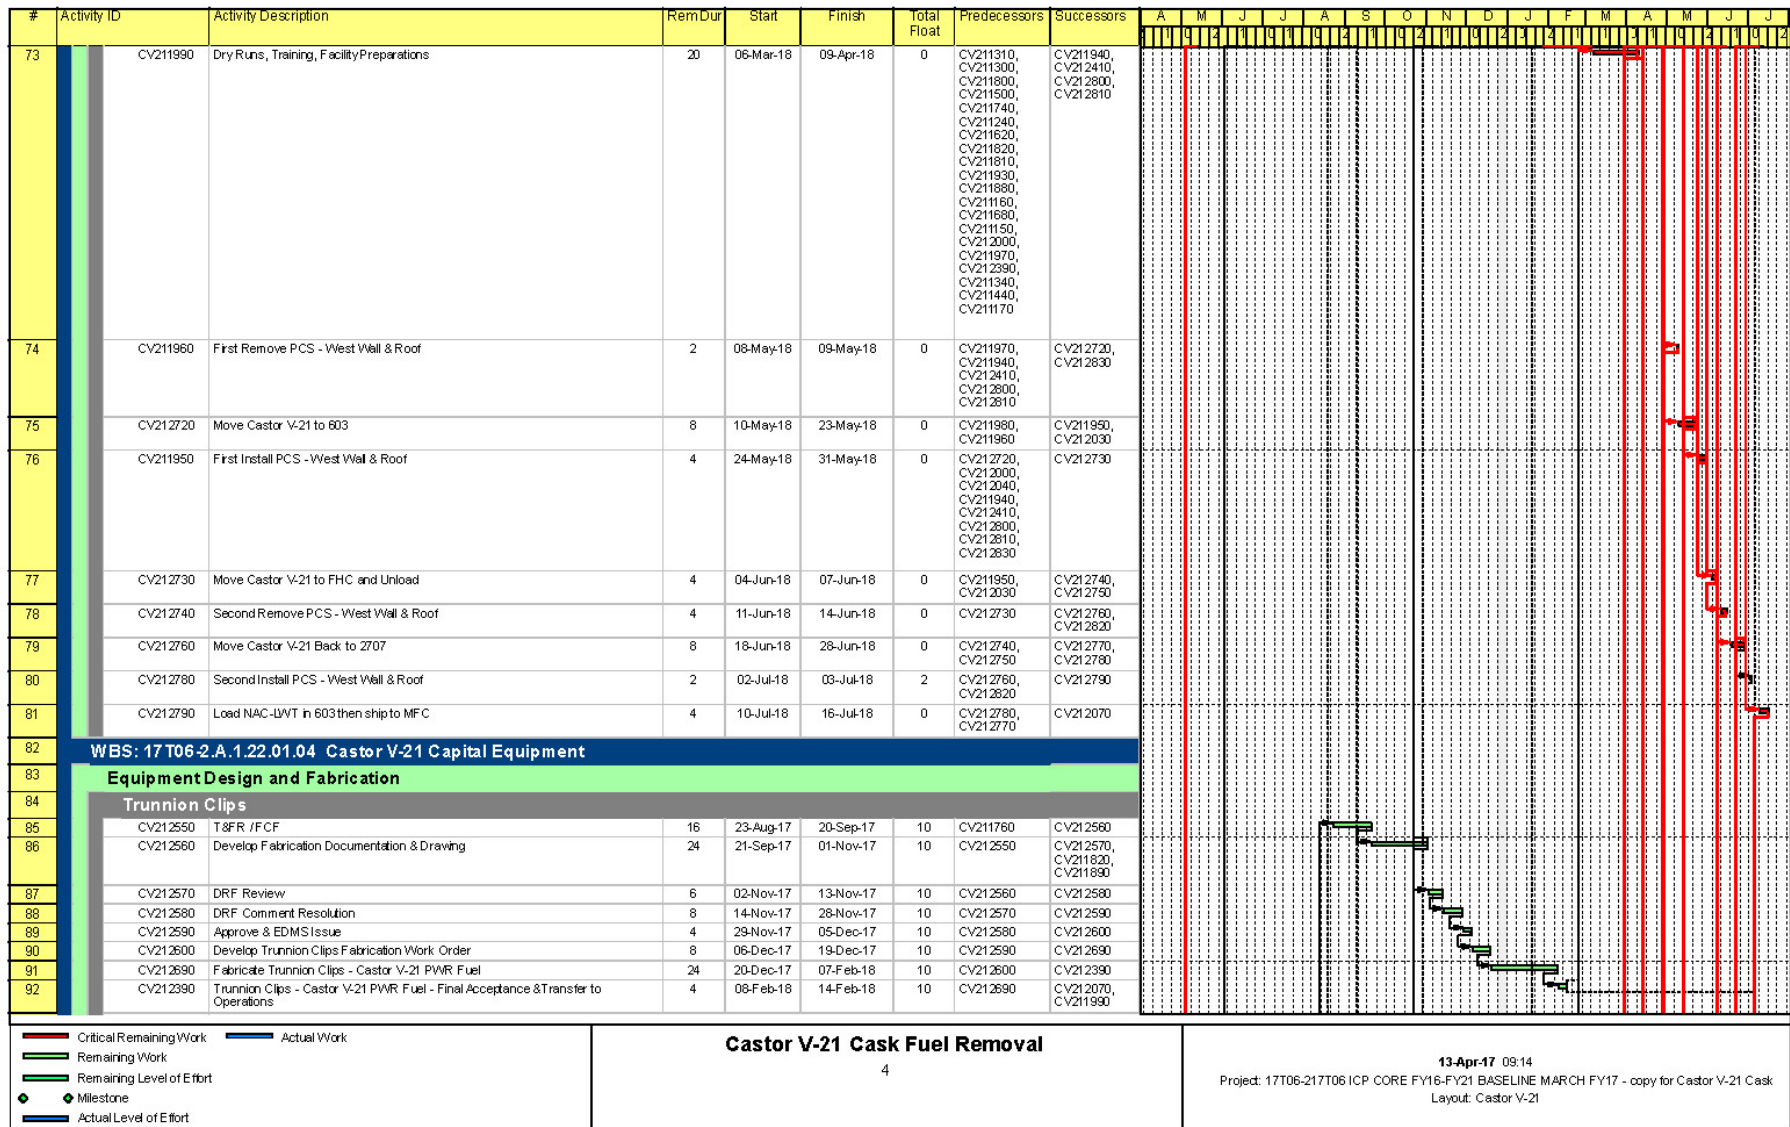 # Activity ID Activity Description RemDur Start Finish Total Float Predecessors Successors A M J J A S O N D J F M A M J J
73 CV211990 Dry Runs, Training, Facility Preparations 20 06-Mar-18 09-Apr-18 0 CV211310, CV211940,
CV211300, CV212410,
CV211800, CV212800,
CV211500, CV212810
CV211740,
CV211240,
CV211620,
CV211820,
CV211810,
CV211930,
CV211880,
CV211160,
CV211680,
CV211150,
CV212000,
CV211970,
CV212390,
CV211340,
CV211440,
CV211170
74 CV211960 First Remove PCS - West Wall & Roof 2 08-May-18 09-May-18 0 CV211970, CV212720,
CV211940, CV212830
CV212410,
CV212800,
CV212810
75 CV212720 Move Castor V-21 to 603 8 10-May-18 23-May-18 0 CV211980, CV211950,
CV211960 CV212030
76 CV211950 First Install PCS - West Wall & Roof 4 24-May-18 31-May-18 0 CV212720, CV212730
CV212000,
CV212040,
CV211940,
CV212410,
CV212800,
CV212810,
CV212830
77 CV212730 Move Castor V-21 to FHC and Unload 4 04-Jun-18 07-Jun-18 0 CV211950, CV212740,
CV212030 CV212750
78 CV212740 Second Remove PCS - West Wall & Roof 4 11-Jun-18 14-Jun-18 0 CV212730 CV212760,
CV212820
79 CV212760 Move Castor V-21 Back to 2707 8 18-Jun-18 28-Jun-18 0 CV212740, CV212770,
CV212750 CV212780
80 CV212780 Second Install PCS - West Wall & Roof 2 02-Jul-18 03-Jul-18 2 CV212760, CV212790
CV212820
81 CV212790 Load NAC-LWT in 603 then ship to MFC 4 10-Jul-18 16-Jul-18 0 CV212780, CV212070
CV212770
82 WBS: 17T06-2.A.1.22.01.04 Castor V-21 Capital Equipment
83 Equipment Design and Fabrication
84 Trunnion Clips
85 CV212550 T&FR / FCF 16 23-Aug-17 20-Sep-17 10 CV211760 CV212560
86 CV212560 Develop Fabrication Documentation & Drawing 24 21-Sep-17 01-Nov-17 10 CV212550 CV212570,
CV211820,
CV211890
87 CV212570 DRF Review 6 02-Nov-17 13-Nov-17 10 CV212560 CV212580
88 CV212580 DRF Comment Resolution 8 14-Nov-17 28-Nov-17 10 CV212570 CV212590
89 CV212590 Approve & EDMS Issue 4 29-Nov-17 05-Dec-17 10 CV212580 CV212600
90 CV212600 Develop Trunnion Clips Fabrication Work Order 8 06-Dec-17 19-Dec-17 10 CV212590 CV212690
91 CV212690 Fabricate Trunnion Clips - Castor V-21 PWR Fuel 24 20-Dec-17 07-Feb-18 10 CV212600 CV212390
92 CV212390 Trunnion Clips - Castor V-21 PWR Fuel - Final Acceptance & Transfer to 4 08-Feb-18 14-Feb-18 10 CV212690 CV212070,
Operations CV211990
Critical Remaining Work Actual Work
Remaining Work
Remaining Level of Effort
Milestone
Actual Level of Effort
Castor V-21 Cask Fuel Removal
4
13-Apr-17 09:14
Project: 17T06-217T06 ICP CORE FY16-FY21 BASELINE MARCH FY17 - copy for Castor V-21 Cask
Layout: Castor V-21